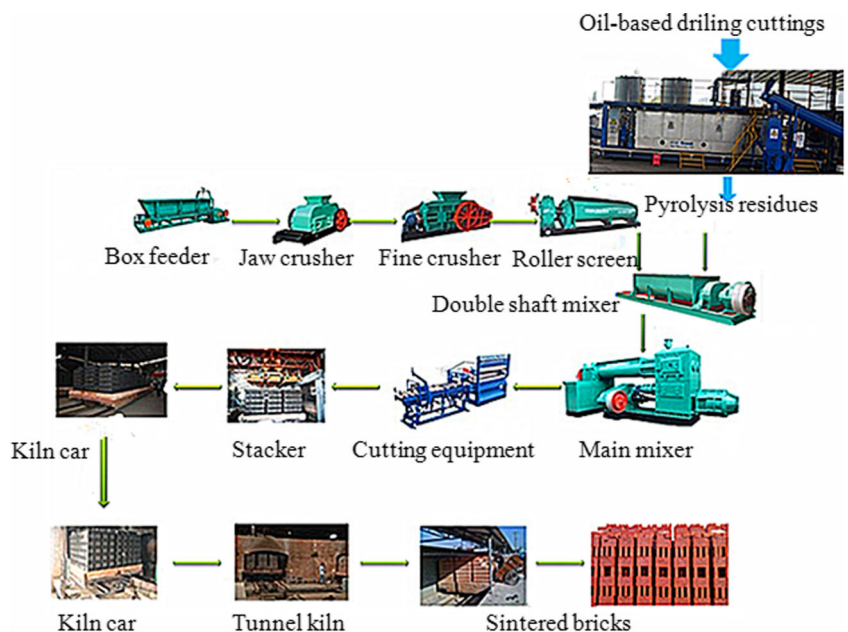 Oil-based driling cuttings
Pyrolysis residues
Box feeder
Jaw crusher
Fine crusher
Roller screen
Double shaft mixer
Kiln car
Stacker
Cutting equipment
Main mixer
Kiln car
Tunnel kiln
Sintered bricks